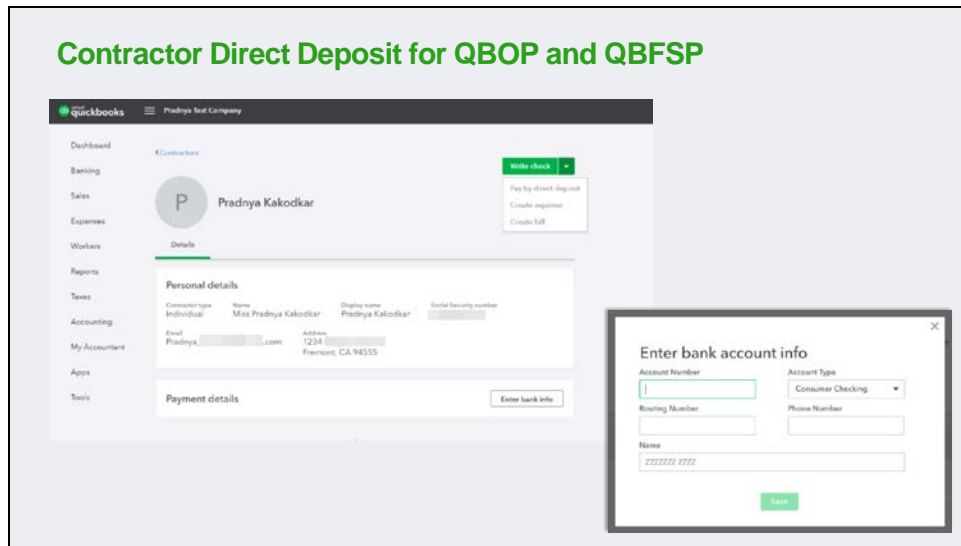 Contractor Direct Deposit for QBOP and QBFSP
intuit
quickbooks
Pradnya Test Company
Dashboard
Banking
Sales
Expenses
Workers
Reports
Taxes
Accounting
My Accountant
Apps
Tools
Contractors
P
Pradnya Kakodkar
Write check
Pay by direct deposit
Create expense
Create bill
Details
Personal details
Contractor type Name Display name Social Security number
Individual Miss Pradnya Kakodkar Pradnya Kakodkar
Email Address
Pradnya. .com 1234
Fremont, CA 94555
Payment details
Enter bank info
Enter bank account info
Account Number Account Type
Consumer Checking
Routing Number Phone Number
Name
ZZZZZZZ ZZZZ
Save